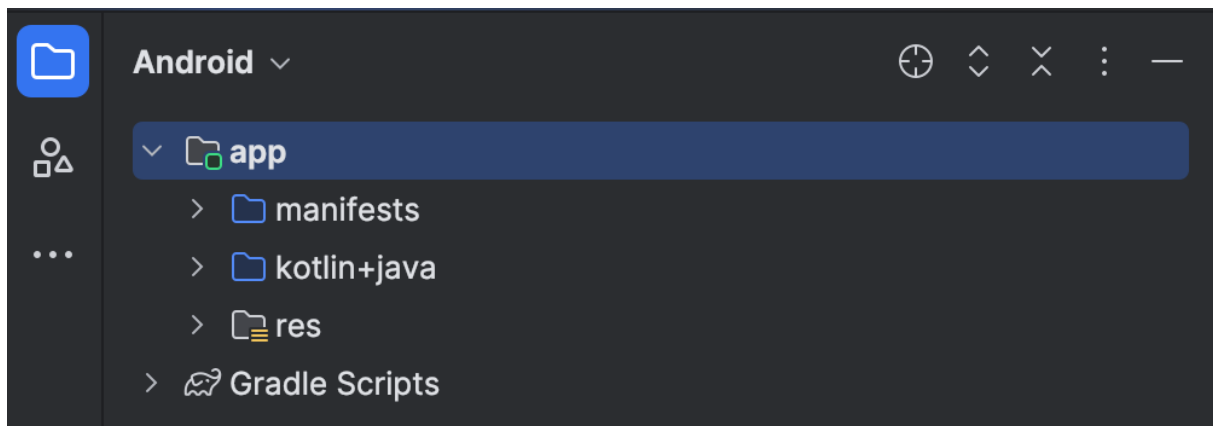 Android
app
manifests
kotlin+java
res
Gradle Scripts